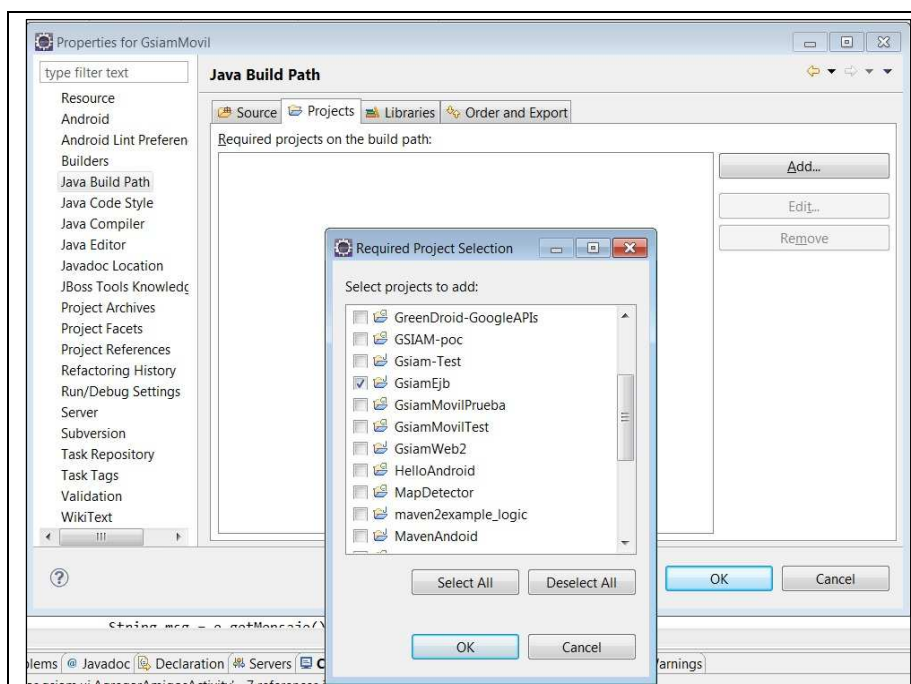 Properties for GsiamMovil
type filter text
Resource
Android
Android Lint Preferen
Builders
Java Build Path
Java Code Style
Java Compiler
Java Editor
Javadoc Location
JBoss Tools Knowledg
Project Archives
Project Facets
Project References
Refactoring History
Run/Debug Settings
Server
Subversion
Task Repository
Task Tags
Validation
WikiText
Java Build Path
Source
Projects
Libraries
Order and Export
Required projects on the build path:
Add...
Edit...
Remove
Required Project Selection
Select projects to add:
GreenDroid-GoogleAPIs
GSIAM-poc
Gsiam-Test
GsiamEjb
GsiamMovilPrueba
GsiamMovilTest
GsiamWeb2
HelloAndroid
MapDetector
maven2example_logic
MavenAndoid
Select All
Deselect All
OK
Cancel
OK
Cancel
String msg = e.getMensaje()
blems
Javadoc
Declaration
Servers
C
Varnings